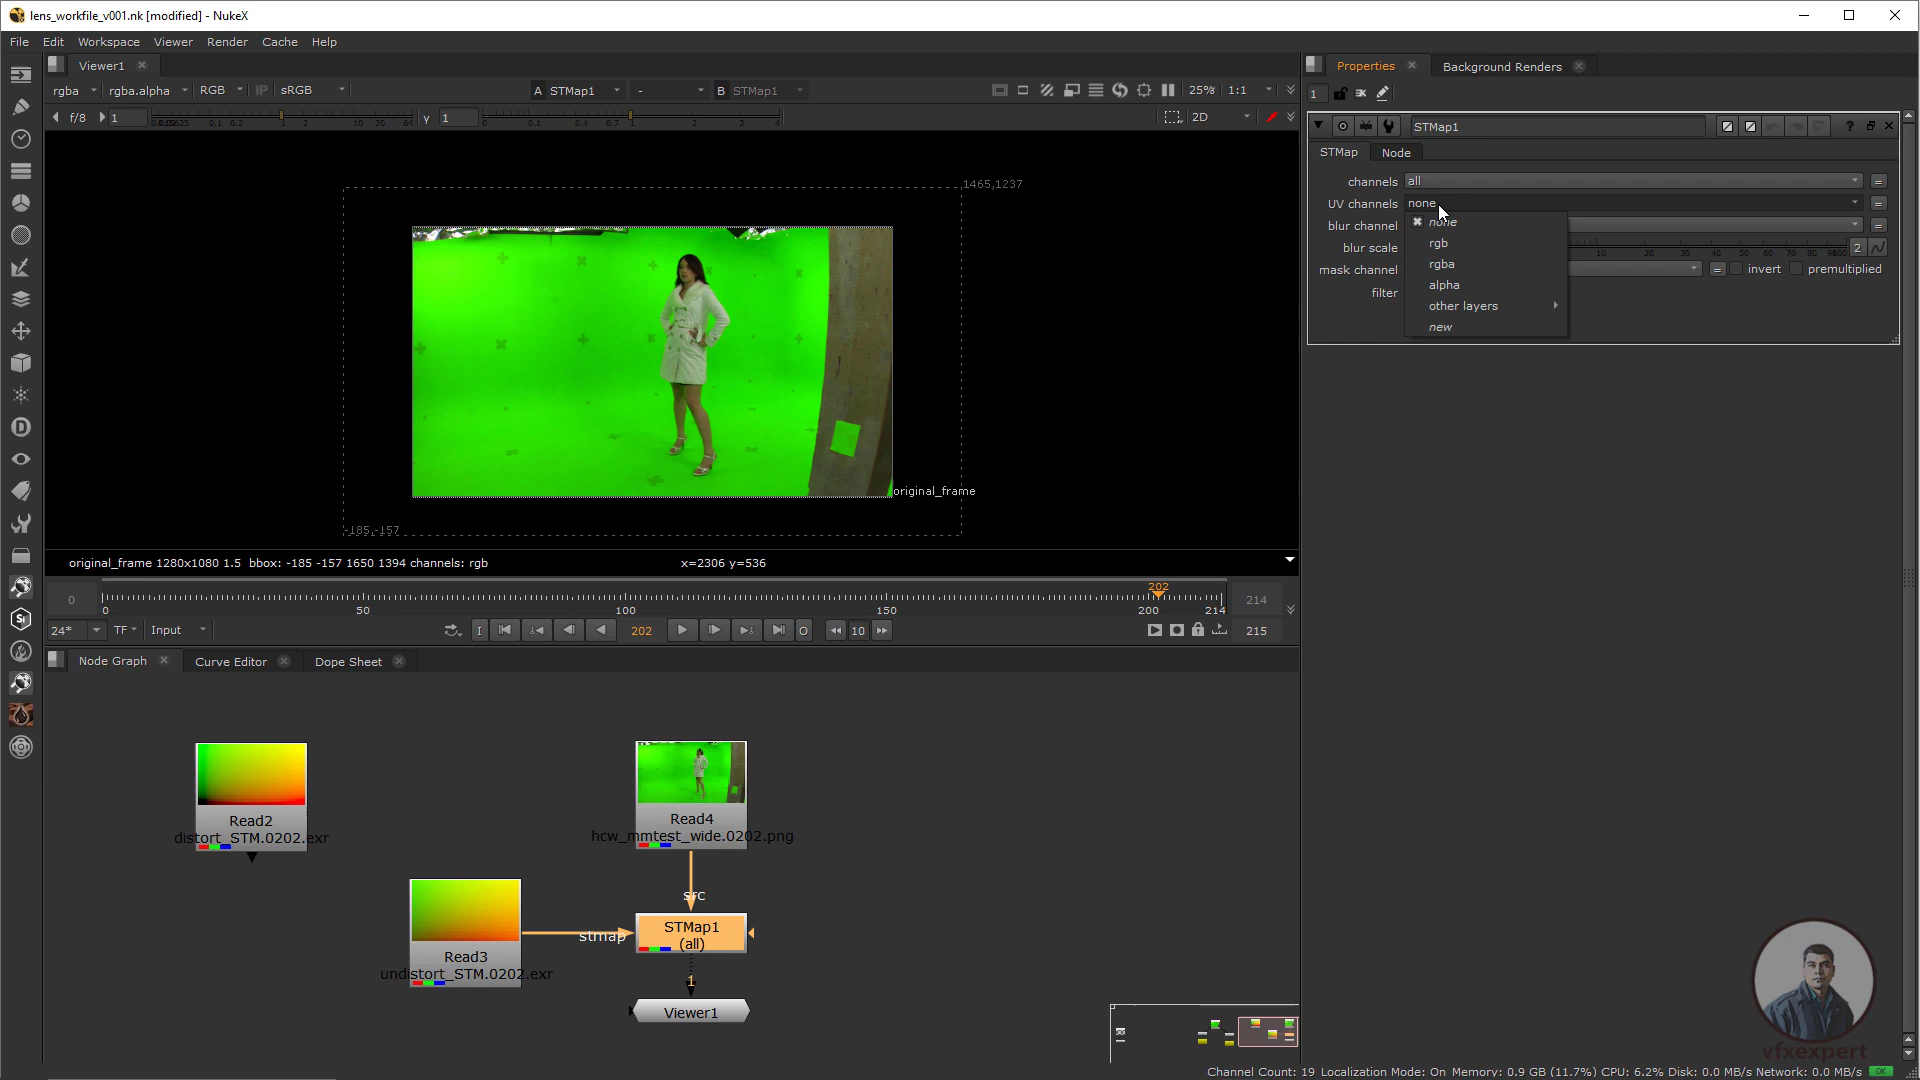 lens_workfile_v001.nk [modified] - NukeX
File Edit Workspace Viewer Render Cache Help
Viewer1
Properties
Background Renders
rgba rgba.alpha RGB IP sRGB A STMap1 - B STMap1 25% 1:1
f/8 1 y 1 2D
1
STMap1
STMap Node
channels all
UV channels none
blur channel
blur scale 2
mask channel invert premultiplied
filter
none
rgb
rgba
alpha
other layers
new
1465,1237
original_frame
-185,-157
original_frame 1280x1080 1.5 bbox: -185 -157 1650 1394 channels: rgb x=2306 y=536
202
0 214
0 50 100 150 200 214
24* TF Input I 202 O 10 215
Node Graph Curve Editor Dope Sheet
Read2
distort_STM.0202.exr
Read4
hcw_mmtest_wide.0202.png
src
Read3
undistort_STM.0202.exr
stmap
STMap1
(all)
1
Viewer1
vfxexpert
Channel Count: 19 Localization Mode: On Memory: 0.9 GB (11.7%) CPU: 6.2% Disk: 0.0 MB/s Network: 0.0 MB/s OK